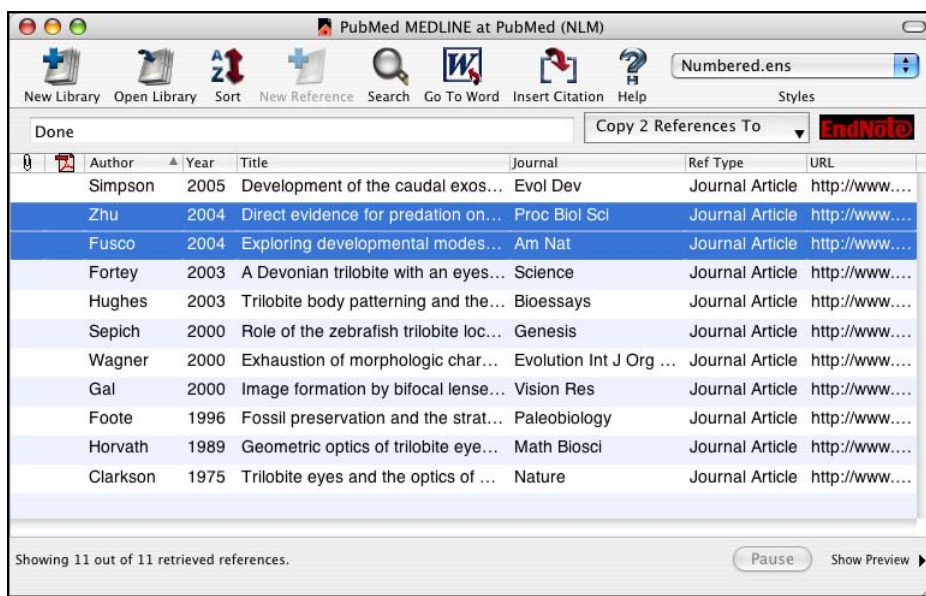 PubMed MEDLINE at PubMed (NLM)
A
Z
W
Numbered.ens
New Library Open Library Sort New Reference Search Go To Word Insert Citation Help Styles
Done Copy 2 References To EndNote
Author Year Title Journal Ref Type URL
Simpson 2005 Development of the caudal exos... Evol Dev Journal Article http://www....
Zhu 2004 Direct evidence for predation on... Proc Biol Sci Journal Article http://www....
Fusco 2004 Exploring developmental modes... Am Nat Journal Article http://www....
Fortey 2003 A Devonian trilobite with an eyes... Science Journal Article http://www....
Hughes 2003 Trilobite body patterning and the... Bioessays Journal Article http://www....
Sepich 2000 Role of the zebrafish trilobite loc... Genesis Journal Article http://www....
Wagner 2000 Exhaustion of morphologic char... Evolution Int J Org ... Journal Article http://www....
Gal 2000 Image formation by bifocal lense... Vision Res Journal Article http://www....
Foote 1996 Fossil preservation and the strat... Paleobiology Journal Article http://www....
Horvath 1989 Geometric optics of trilobite eye... Math Biosci Journal Article http://www....
Clarkson 1975 Trilobite eyes and the optics of ... Nature Journal Article http://www....
Showing 11 out of 11 retrieved references. Pause Show Preview